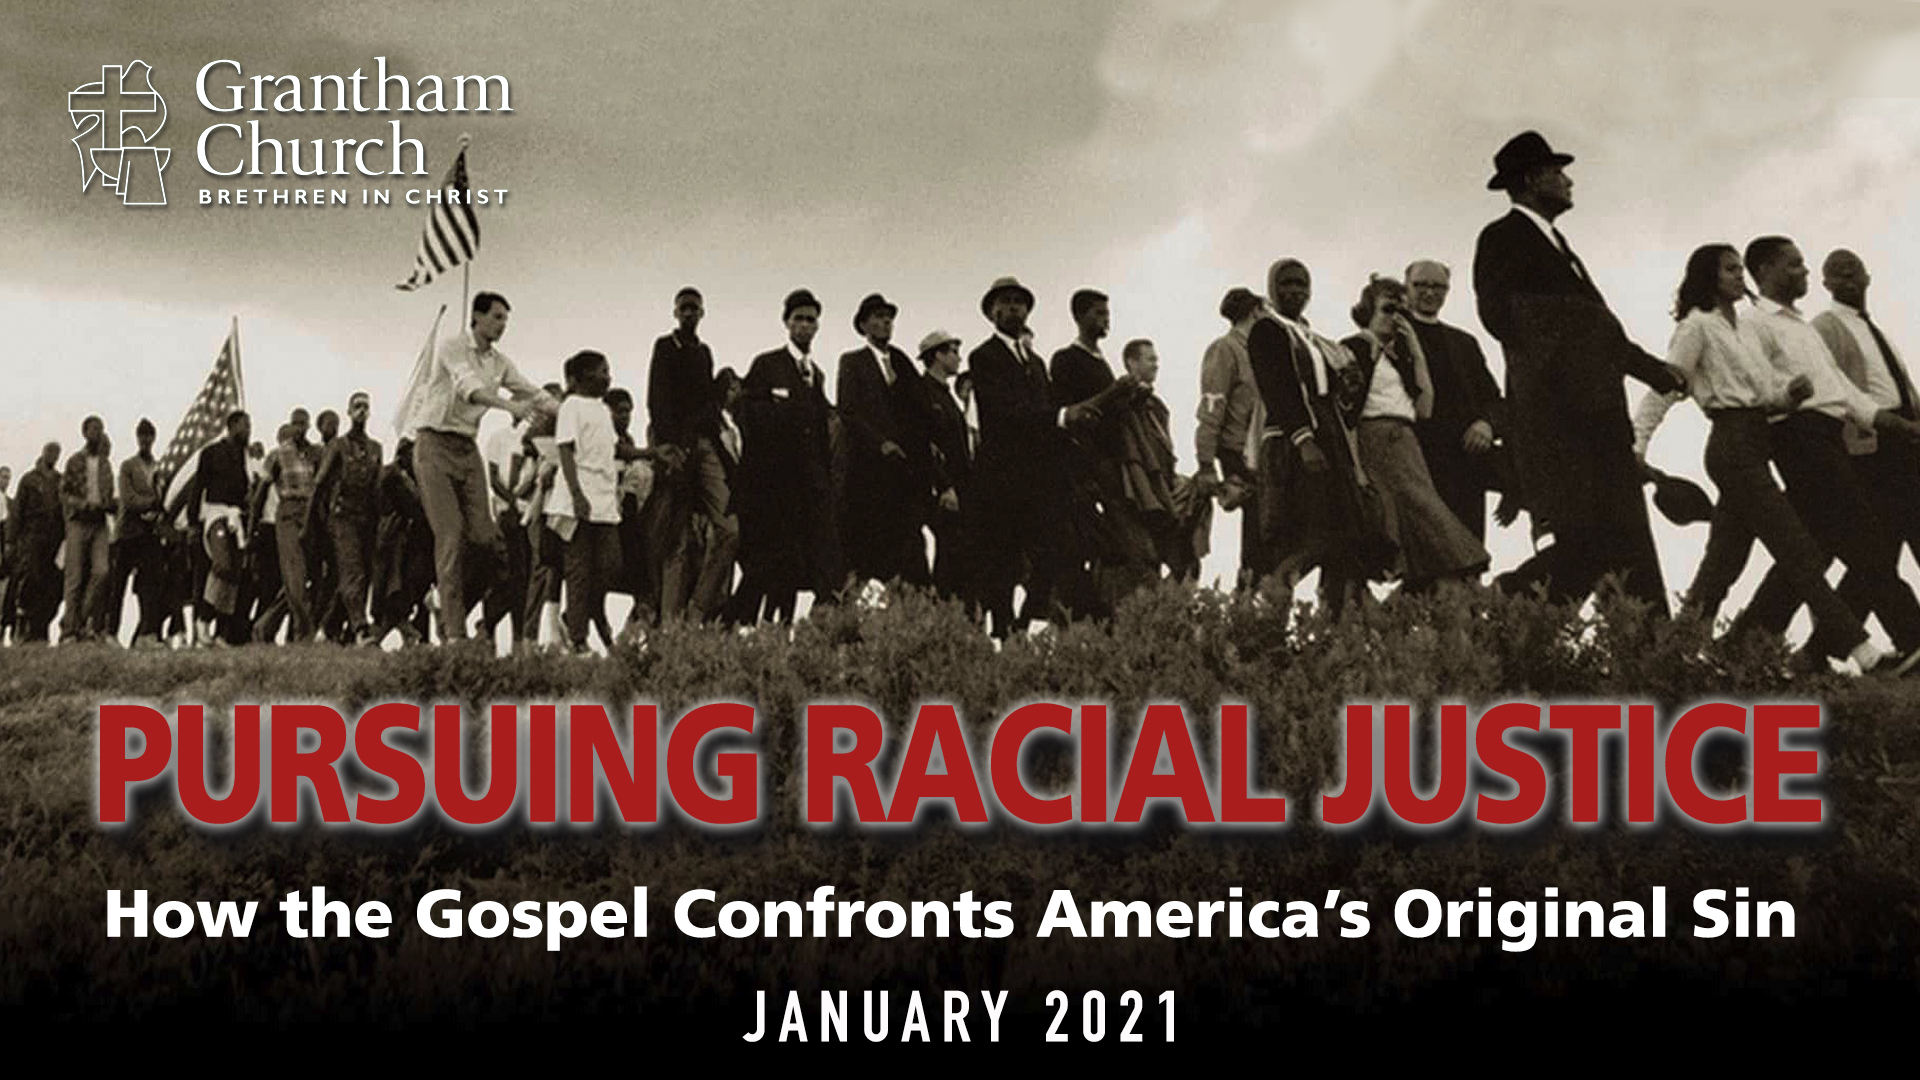 Grantham
Church
BRETHREN IN CHRIST
PURSUING RACIAL JUSTICE
How the Gospel Confronts America’s Original Sin
JANUARY 2021